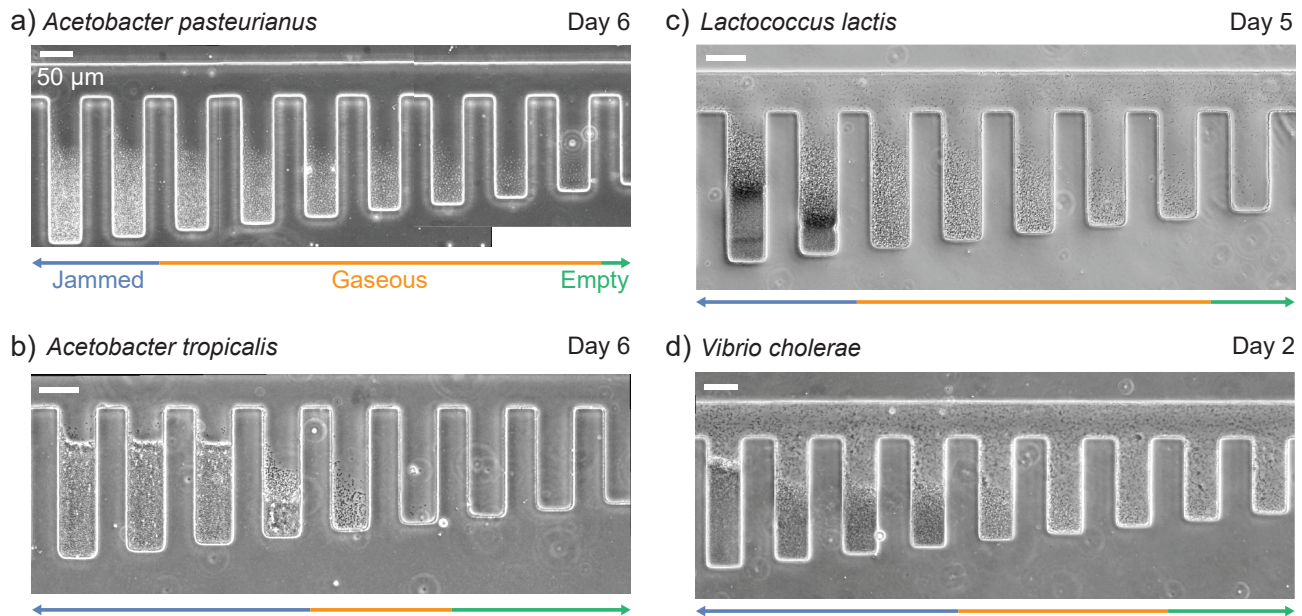 a) Acetobacter pasteurianus Day 6
50 µm
Jammed Gaseous Empty
b) Acetobacter tropicalis Day 6
c) Lactococcus lactis Day 5
d) Vibrio cholerae Day 2